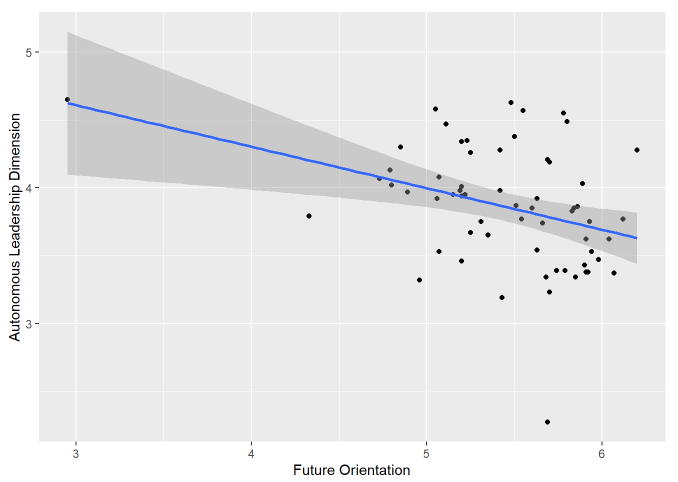 Autonomous Leadership Dimension
5
4
3
3 4 5 6
Future Orientation